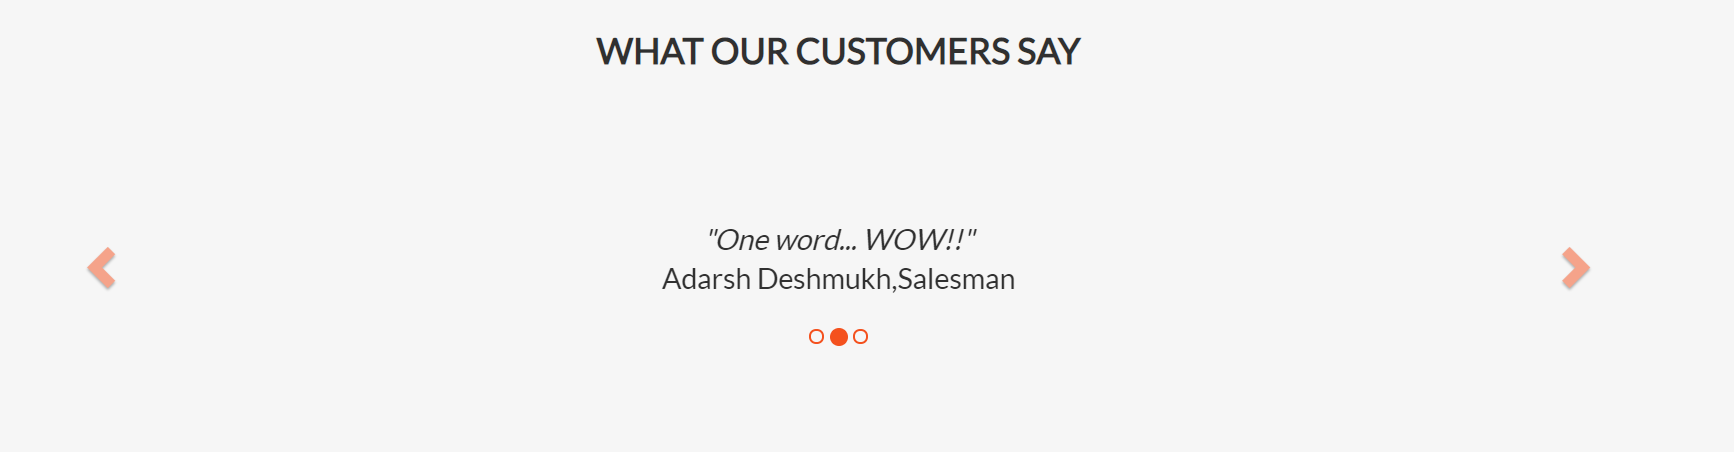 WHAT OUR CUSTOMERS SAY
"One word... WOW!!"
Adarsh Deshmukh,Salesman